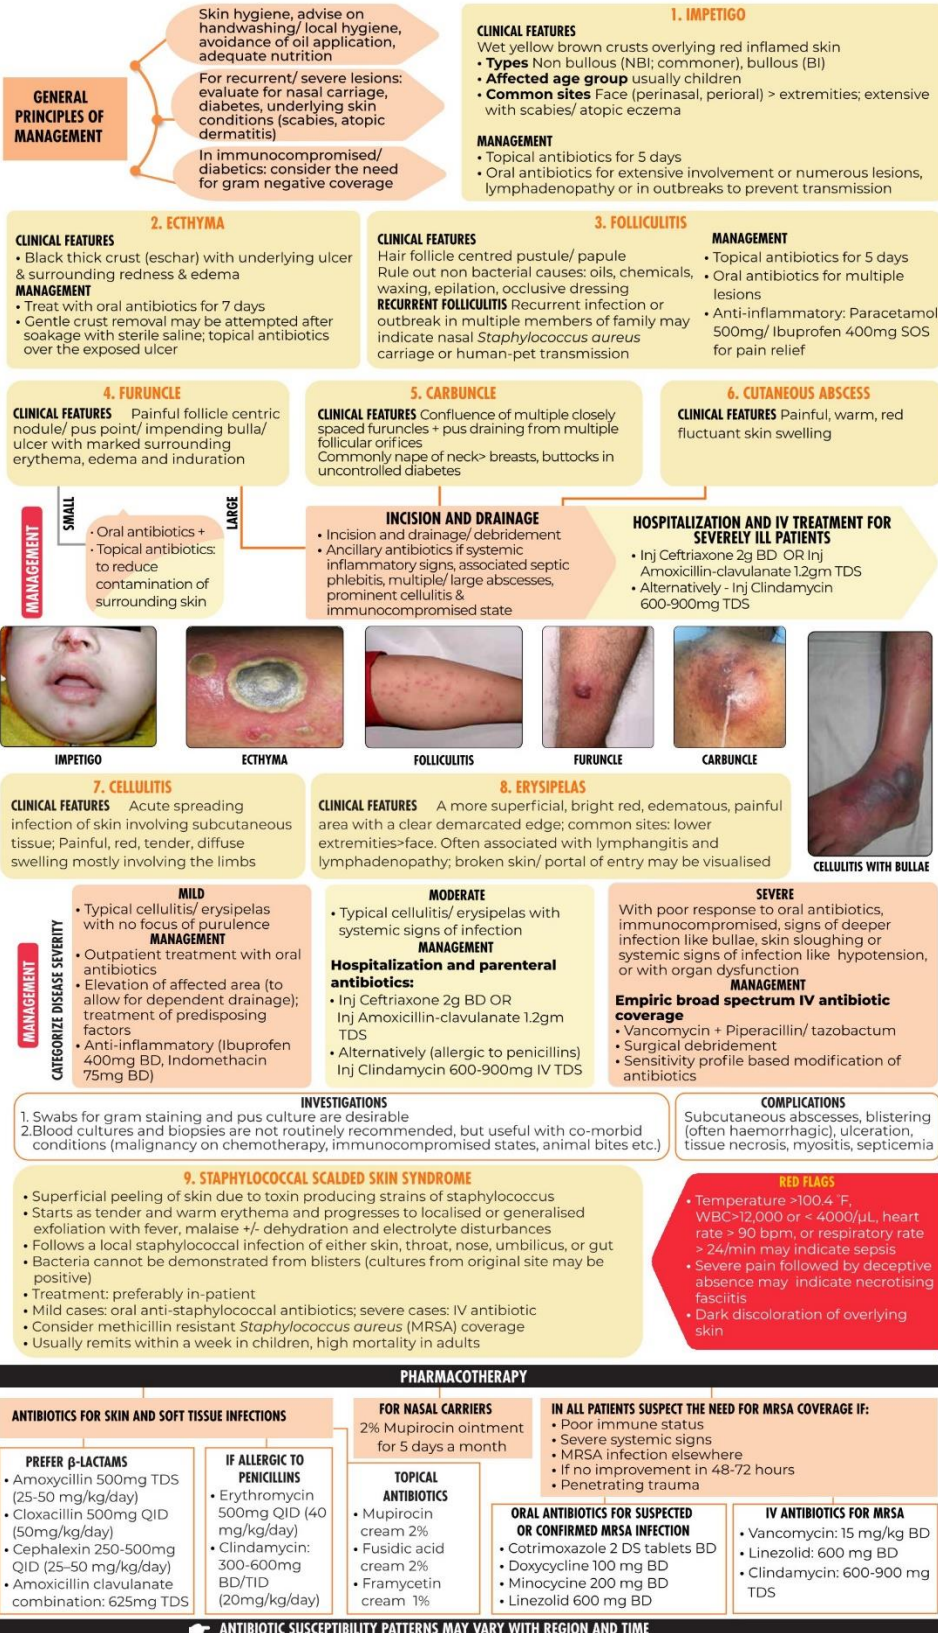 GENERAL
PRINCIPLES OF
MANAGEMENT
Skin hygiene, advise on
handwashing/ local hygiene,
avoidance of oil application,
adequate nutrition
For recurrent/ severe lesions:
evaluate for nasal carriage,
diabetes, underlying skin
conditions (scabies, atopic
dermatitis)
In immunocompromised/
diabetics: consider the need
for gram negative coverage
1. IMPETIGO
CLINICAL FEATURES
Wet yellow brown crusts overlying red inflamed skin
• Types Non bullous (NBI; commoner), bullous (BI)
• Affected age group usually children
• Common sites Face (perinasal, perioral) > extremities; extensive
with scabies/ atopic eczema
MANAGEMENT
• Topical antibiotics for 5 days
• Oral antibiotics for extensive involvement or numerous lesions,
lymphadenopathy or in outbreaks to prevent transmission
2. ECTHYMA
CLINICAL FEATURES
• Black thick crust (eschar) with underlying ulcer
& surrounding redness & edema
MANAGEMENT
• Treat with oral antibiotics for 7 days
• Gentle crust removal may be attempted after
soakage with sterile saline; topical antibiotics
over the exposed ulcer
3. FOLLICULITIS
CLINICAL FEATURES
Hair follicle centred pustule/ papule
Rule out non bacterial causes: oils, chemicals,
waxing, epilation, occlusive dressing
RECURRENT FOLLICULITIS Recurrent infection or
outbreak in multiple members of family may
indicate nasal Staphylococcus aureus
carriage or human-pet transmission
MANAGEMENT
• Topical antibiotics for 5 days
• Oral antibiotics for multiple
lesions
• Anti-inflammatory: Paracetamol
500mg/ Ibuprofen 400mg SOS
for pain relief
4. FURUNCLE
CLINICAL FEATURES Painful follicle centric
nodule/ pus point/ impending bulla/
ulcer with marked surrounding
erythema, edema and induration
5. CARBUNCLE
CLINICAL FEATURES Confluence of multiple closely
spaced furuncles + pus draining from multiple
follicular orifices
Commonly nape of neck> breasts, buttocks in
uncontrolled diabetes
6. CUTANEOUS ABSCESS
CLINICAL FEATURES Painful, warm, red
fluctuant skin swelling
MANAGEMENT
SMALL
· Oral antibiotics +
· Topical antibiotics:
to reduce
contamination of
surrounding skin
LARGE
INCISION AND DRAINAGE
• Incision and drainage/ debridement
• Ancillary antibiotics if systemic
inflammatory signs, associated septic
phlebitis, multiple/ large abscesses,
prominent cellulitis &
immunocompromised state
HOSPITALIZATION AND IV TREATMENT FOR
SEVERELY ILL PATIENTS
• Inj Ceftriaxone 2g BD OR Inj
Amoxicillin-clavulanate 1.2gm TDS
• Alternatively - Inj Clindamycin
600-900mg TDS
IMPETIGO
ECTHYMA
FOLLICULITIS
FURUNCLE
CARBUNCLE
CELLULITIS WITH BULLAE
7. CELLULITIS
CLINICAL FEATURES Acute spreading
infection of skin involving subcutaneous
tissue; Painful, red, tender, diffuse
swelling mostly involving the limbs
8. ERYSIPELAS
CLINICAL FEATURES A more superficial, bright red, edematous, painful
area with a clear demarcated edge; common sites: lower
extremities>face. Often associated with lymphangitis and
lymphadenopathy; broken skin/ portal of entry may be visualised
MANAGEMENT
CATEGORIZE DISEASE SEVERITY
MILD
• Typical cellulitis/ erysipelas
with no focus of purulence
MANAGEMENT
• Outpatient treatment with oral
antibiotics
• Elevation of affected area (to
allow for dependent drainage);
treatment of predisposing
factors
• Anti-inflammatory (Ibuprofen
400mg BD, Indomethacin
75mg BD)
MODERATE
• Typical cellulitis/ erysipelas with
systemic signs of infection
MANAGEMENT
Hospitalization and parenteral
antibiotics:
• Inj Ceftriaxone 2g BD OR
Inj Amoxicillin-clavulanate 1.2gm
TDS
• Alternatively (allergic to penicillins)
Inj Clindamycin 600-900mg IV TDS
SEVERE
With poor response to oral antibiotics,
immunocompromised, signs of deeper
infection like bullae, skin sloughing or
systemic signs of infection like hypotension,
or with organ dysfunction
MANAGEMENT
Empiric broad spectrum IV antibiotic
coverage
• Vancomycin + Piperacillin/ tazobactum
• Surgical debridement
• Sensitivity profile based modification of
antibiotics
INVESTIGATIONS
1. Swabs for gram staining and pus culture are desirable
2.Blood cultures and biopsies are not routinely recommended, but useful with co-morbid
conditions (malignancy on chemotherapy, immunocompromised states, animal bites etc.)
COMPLICATIONS
Subcutaneous abscesses, blistering
(often haemorrhagic), ulceration,
tissue necrosis, myositis, septicemia
9. STAPHYLOCOCCAL SCALDED SKIN SYNDROME
• Superficial peeling of skin due to toxin producing strains of staphylococcus
• Starts as tender and warm erythema and progresses to localised or generalised
exfoliation with fever, malaise +/- dehydration and electrolyte disturbances
• Follows a local staphylococcal infection of either skin, throat, nose, umbilicus, or gut
• Bacteria cannot be demonstrated from blisters (cultures from original site may be
positive)
• Treatment: preferably in-patient
• Mild cases: oral anti-staphylococcal antibiotics; severe cases: IV antibiotic
• Consider methicillin resistant Staphylococcus aureus (MRSA) coverage
• Usually remits within a week in children, high mortality in adults
RED FLAGS
• Temperature >100.4 ˚F,
WBC>12,000 or < 4000/µL, heart
rate > 90 bpm, or respiratory rate
> 24/min may indicate sepsis
• Severe pain followed by deceptive
absence may indicate necrotising
fasciitis
• Dark discoloration of overlying
skin
PHARMACOTHERAPY
ANTIBIOTICS FOR SKIN AND SOFT TISSUE INFECTIONS
PREFER β-LACTAMS
• Amoxycillin 500mg TDS
(25-50 mg/kg/day)
• Cloxacillin 500mg QID
(50mg/kg/day)
• Cephalexin 250-500mg
QID (25–50 mg/kg/day)
• Amoxicillin clavulanate
combination: 625mg TDS
IF ALLERGIC TO
PENICILLINS
• Erythromycin
500mg QID (40
mg/kg/day)
• Clindamycin:
300-600mg
BD/TID
(20mg/kg/day)
FOR NASAL CARRIERS
2% Mupirocin ointment
for 5 days a month
TOPICAL
ANTIBIOTICS
• Mupirocin
cream 2%
• Fusidic acid
cream 2%
• Framycetin
cream 1%
IN ALL PATIENTS SUSPECT THE NEED FOR MRSA COVERAGE IF:
• Poor immune status
• Severe systemic signs
• MRSA infection elsewhere
• If no improvement in 48-72 hours
• Penetrating trauma
ORAL ANTIBIOTICS FOR SUSPECTED
OR CONFIRMED MRSA INFECTION
• Cotrimoxazole 2 DS tablets BD
• Doxycycline 100 mg BD
• Minocycine 200 mg BD
• Linezolid 600 mg BD
IV ANTIBIOTICS FOR MRSA
• Vancomycin: 15 mg/kg BD
• Linezolid: 600 mg BD
• Clindamycin: 600-900 mg
TDS
ANTIBIOTIC SUSCEPTIBILITY PATTERNS MAY VARY WITH REGION AND TIME